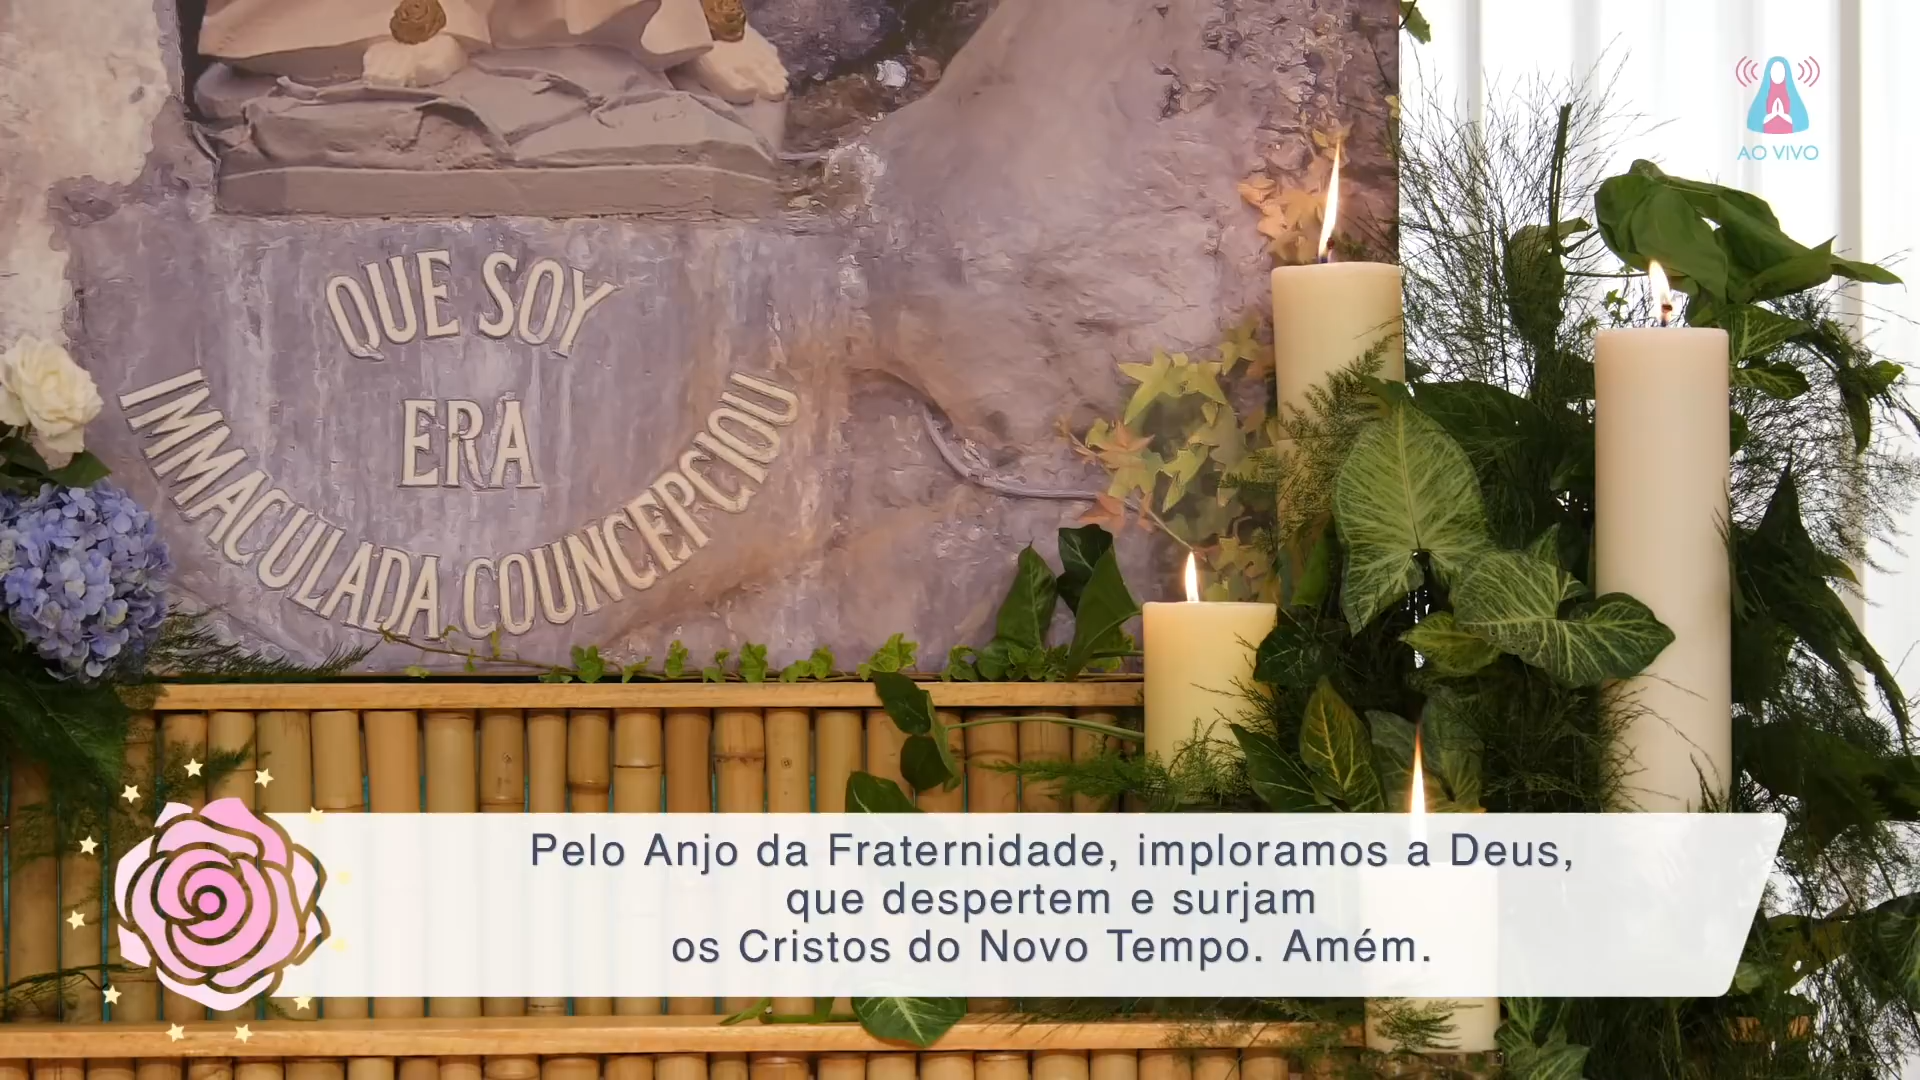 AO VIVO
QUE SOY
ERA
IMMACULADA COUNCEPCIOU
Pelo Anjo da Fraternidade, imploramos a Deus,
que despertem e surjam
os Cristos do Novo Tempo. Amém.